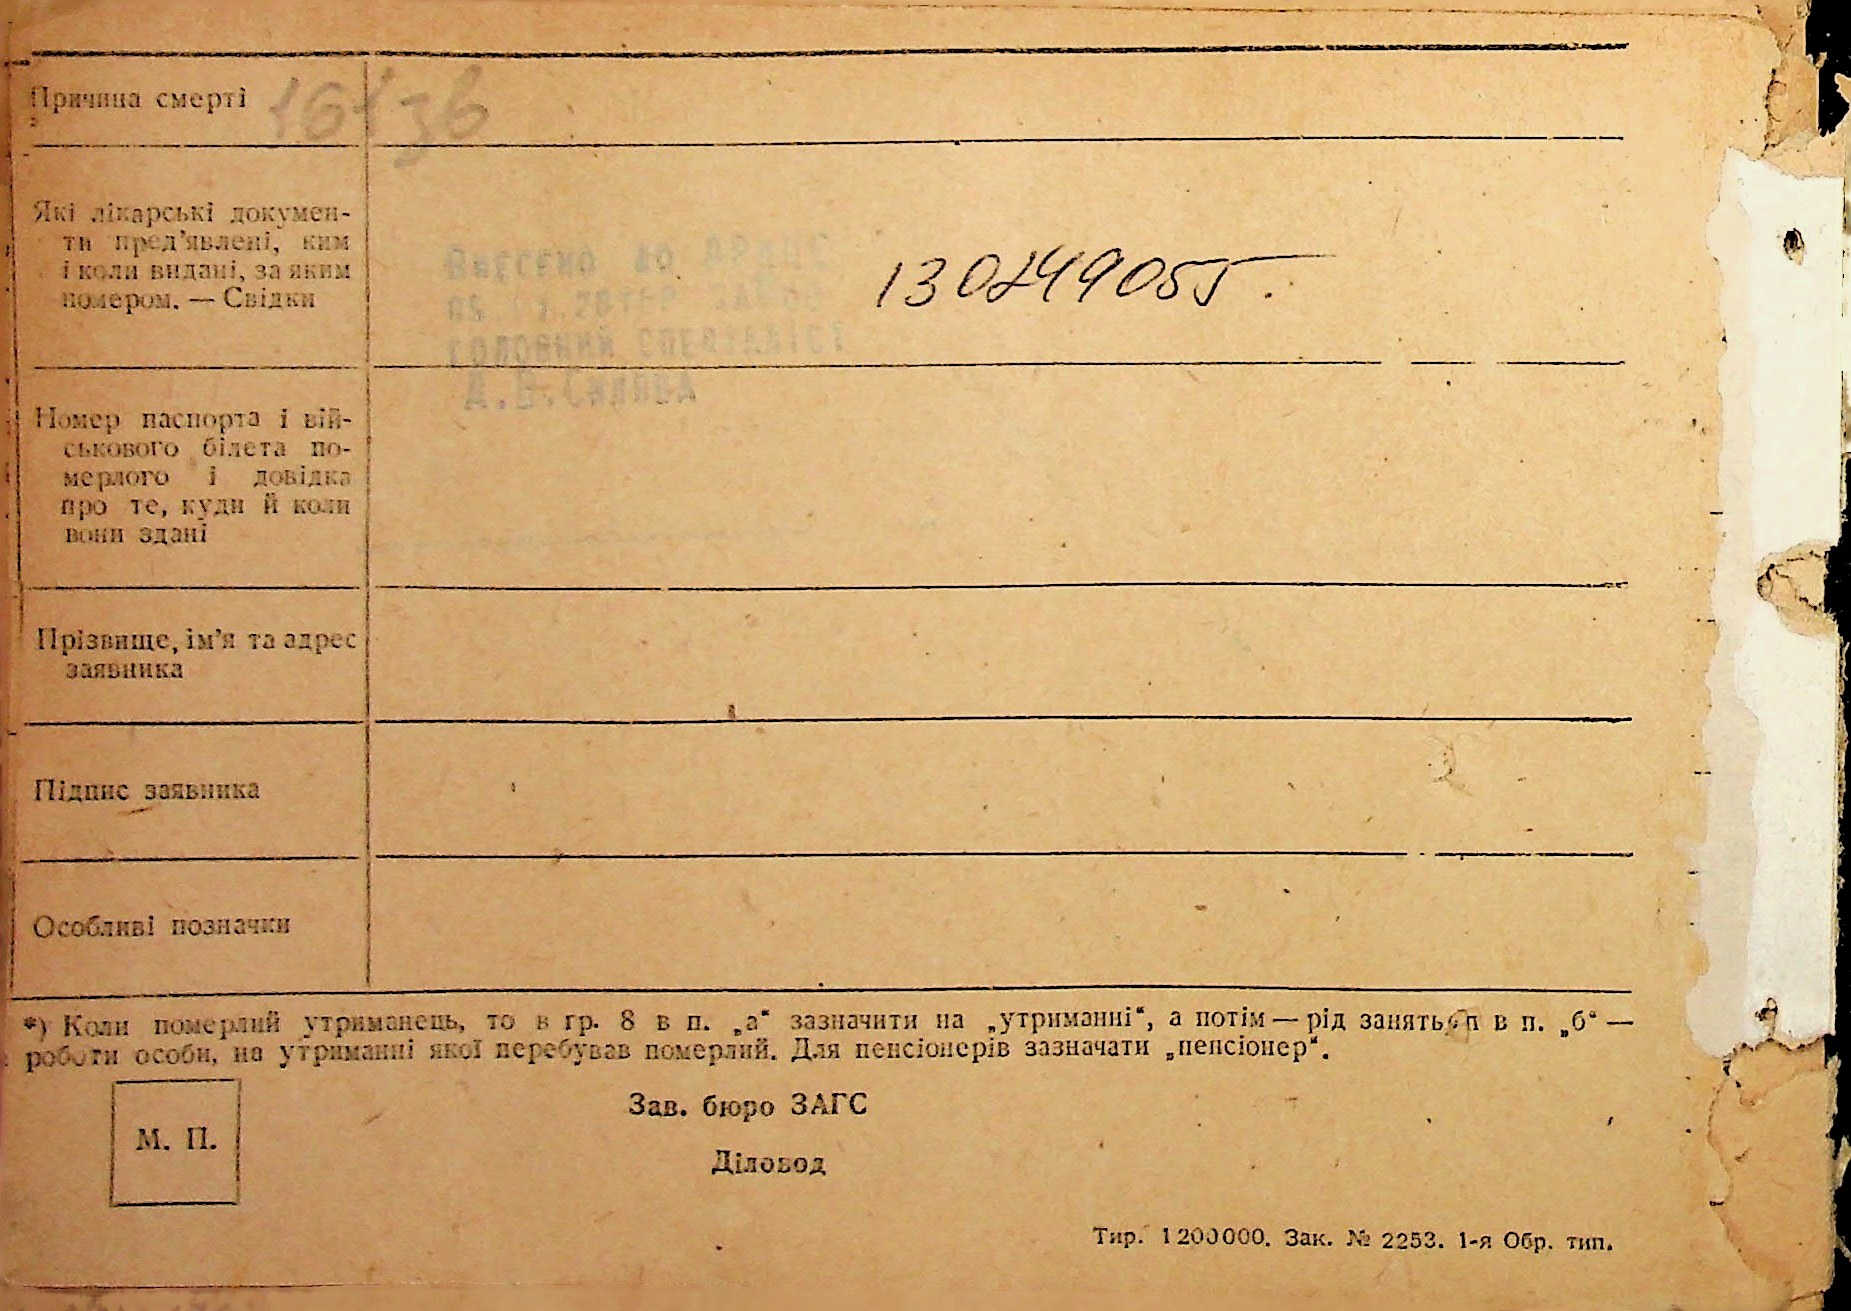 Причина смерті
Які лікарські докумен-
ти пред’явлені, ким
і коли видані, за яким
номером. — Свідки
Внесено до ДРАЦС
головний спеціаліст
130249055.
Номер паспорта і вій-
ськового білета по-
мерлого і довідка
про те, куди й коли
вони здані
Прізвище, ім’я та адрес
заявника
Підпис заявника
Особливі позначки
*) Коли померлий утриманець, то в гр. 8 в п. „а“ зазначити на „утриманні“, а потім — рід занять, а в п. „б“ —
роботи особи, на утриманні якої перебував померлий. Для пенсіонерів зазначати „пенсіонер“.
М. П.
Зав. бюро ЗАГС
Діловод
Тир. 1200000. Зак. № 2253. 1-я Обр. тип.